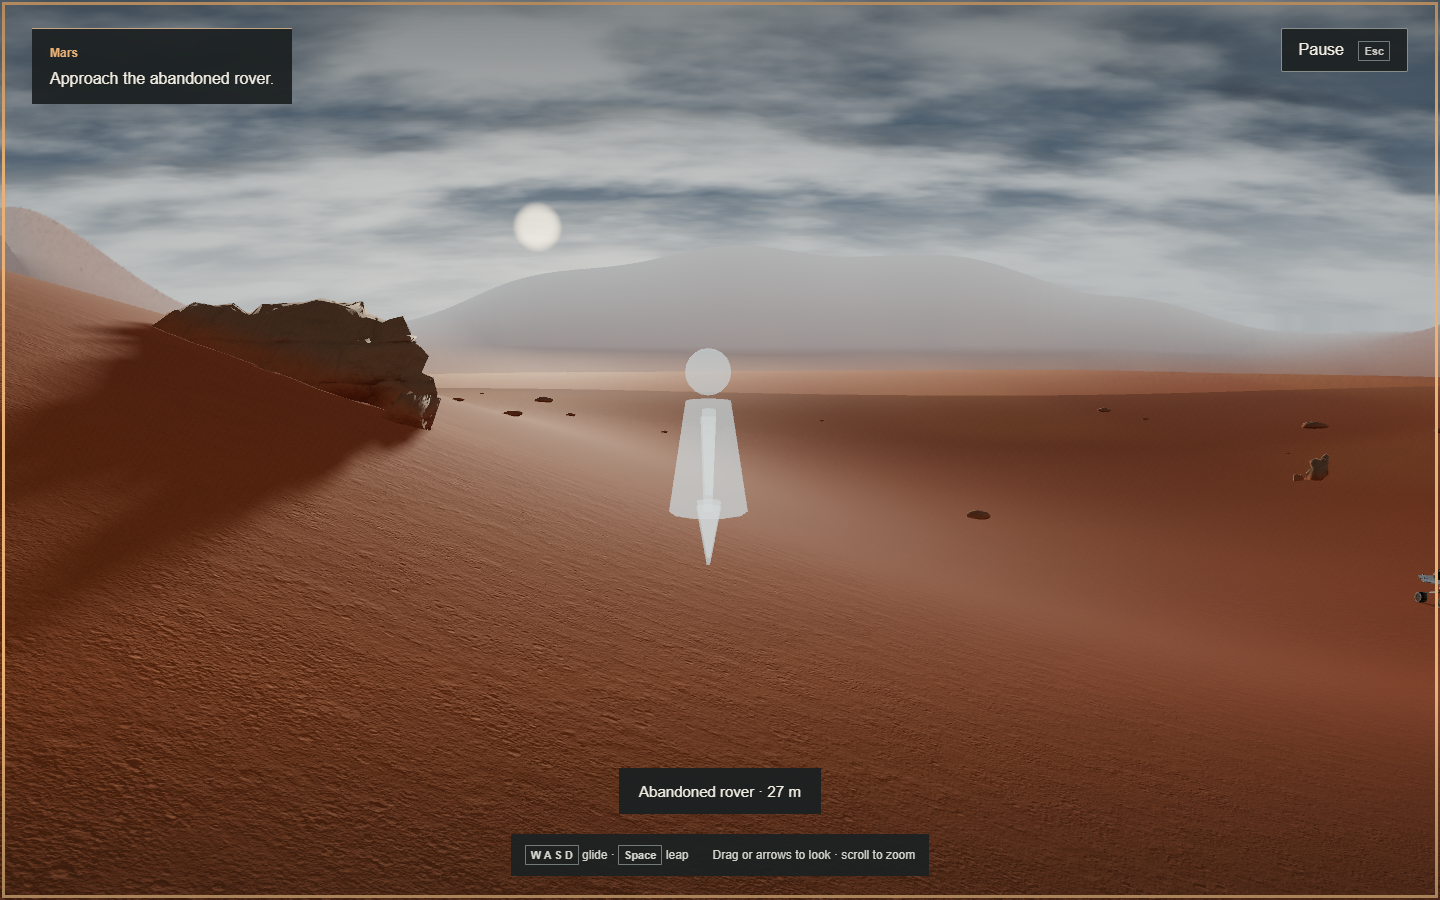 Mars
Approach the abandoned rover.
Pause Esc
Abandoned rover · 27 m
W A S D glide · Space leap Drag or arrows to look · scroll to zoom